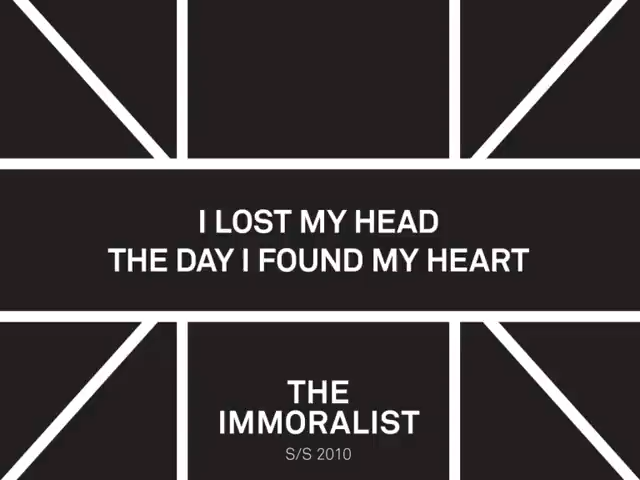 I LOST MY HEAD
THE DAY I FOUND MY HEART
THE
IMMORALIST
S/S 2010